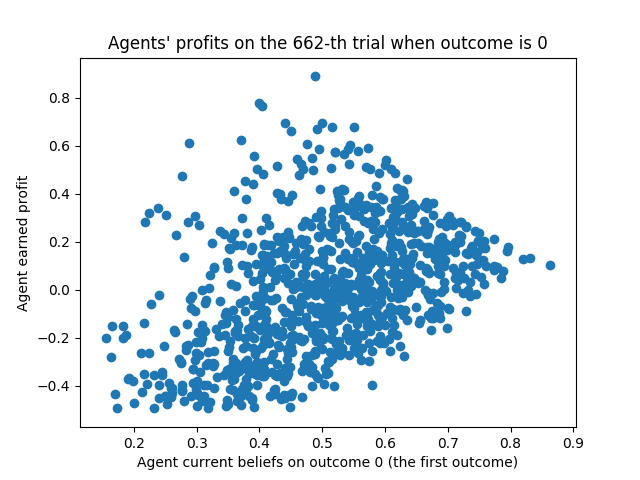 Agents' profits on the 662-th trial when outcome is 0
Agent earned profit
0.8
0.6
0.4
0.2
0.0
−0.2
−0.4
0.2 0.3 0.4 0.5 0.6 0.7 0.8 0.9
Agent current beliefs on outcome 0 (the first outcome)